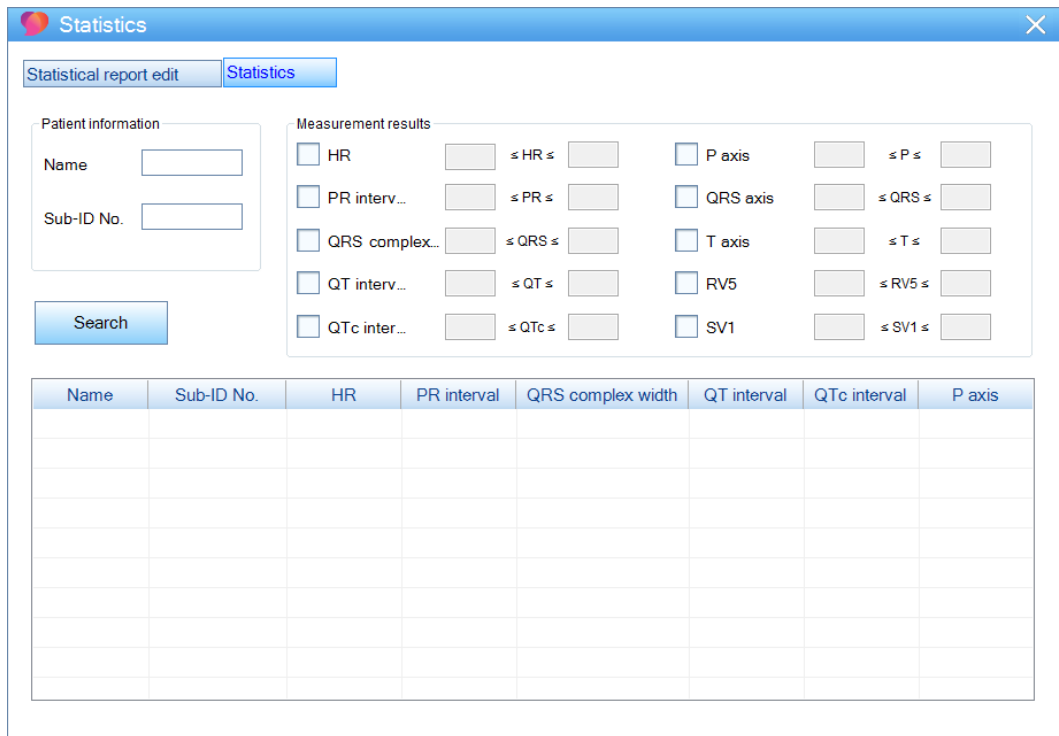 Statistics
Statistical report edit Statistics
Patient information
Name
Sub-ID No.
Search
Measurement results
HR ≤ HR ≤ P axis ≤ P ≤
PR interv... ≤ PR ≤ QRS axis ≤ QRS ≤
QRS complex... ≤ QRS ≤ T axis ≤ T ≤
QT interv... ≤ QT ≤ RV5 ≤ RV5 ≤
QTc inter... ≤ QTc ≤ SV1 ≤ SV1 ≤
Name Sub-ID No. HR PR interval QRS complex width QT interval QTc interval P axis